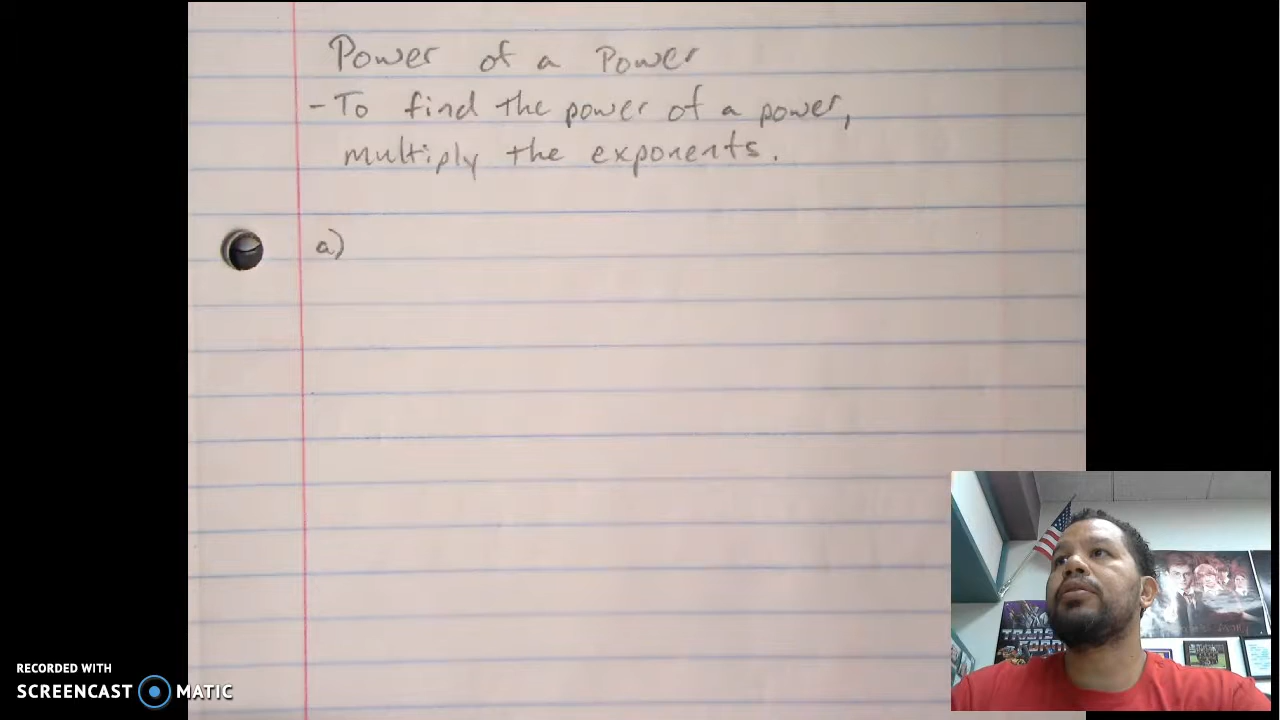 Power of a Power
- To find the power of a power,
multiply the exponents.
a)
RECORDED WITH
SCREENCAST MATIC